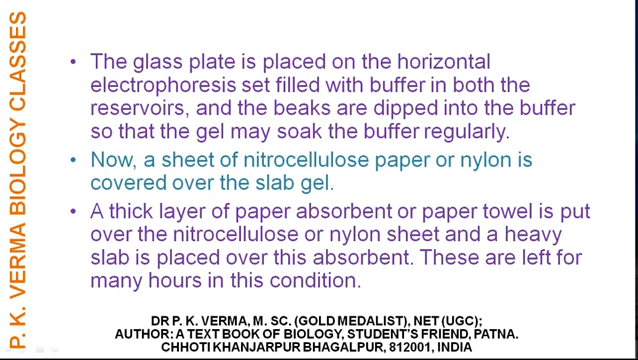 P. K. VERMA BIOLOGY CLASSES
• The glass plate is placed on the horizontal
electrophoresis set filled with buffer in both the
reservoirs, and the beaks are dipped into the buffer
so that the gel may soak the buffer regularly.
• Now, a sheet of nitrocellulose paper or nylon is
covered over the slab gel.
• A thick layer of paper absorbent or paper towel is put
over the nitrocellulose or nylon sheet and a heavy
slab is placed over this absorbent. These are left for
many hours in this condition.
DR P. K. VERMA, M. SC. (GOLD MEDALIST), NET (UGC);
AUTHOR: A TEXT BOOK OF BIOLOGY, STUDENT'S FRIEND, PATNA.
CHHOTI KHANJARPUR BHAGALPUR, 812001, INDIA